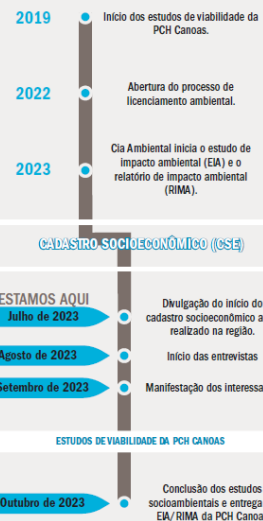 2019
Início dos estudos de viabilidade da
PCH Canoas.
2022
Abertura do processo de
licenciamento ambiental.
2023
Cia Ambiental inicia o estudo de
impacto ambiental (EIA) e o
relatório de impacto ambiental
(RIMA).
CADASTRO SOCIOECONÔMICO (CSE)
ESTAMOS AQUI
Julho de 2023
Divulgação do início do
cadastro socioeconômico a
realizado na região.
Agosto de 2023
Início das entrevistas
Setembro de 2023
Manifestação dos interessa
ESTUDOS DE VIABILIDADE DA PCH CANOAS
Outubro de 2023
Conclusão dos estudos
socioambientais e entrega
EIA/RIMA da PCH Canoa